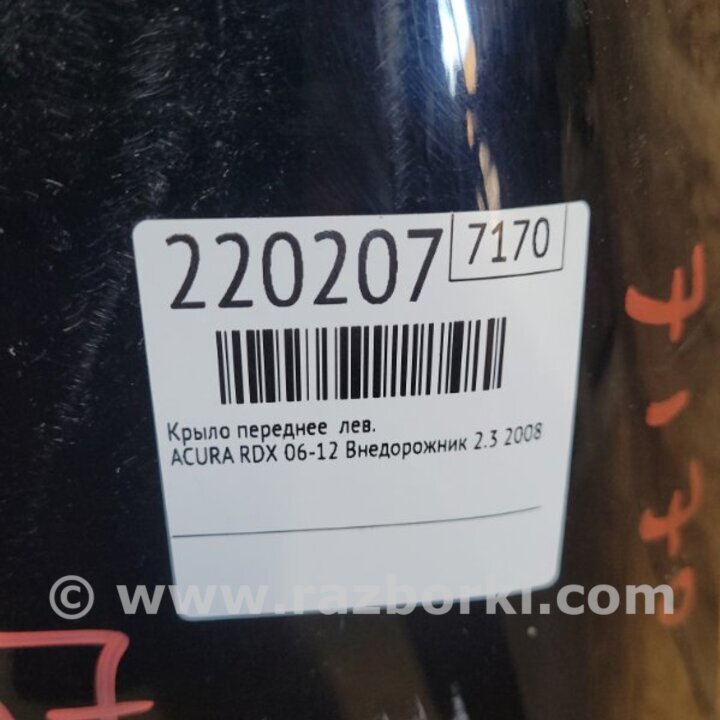 220207
7170
Крыло переднее лев.
ACURA RDX 06-12 Внедорожник 2.3 2008
© www.razborki.com